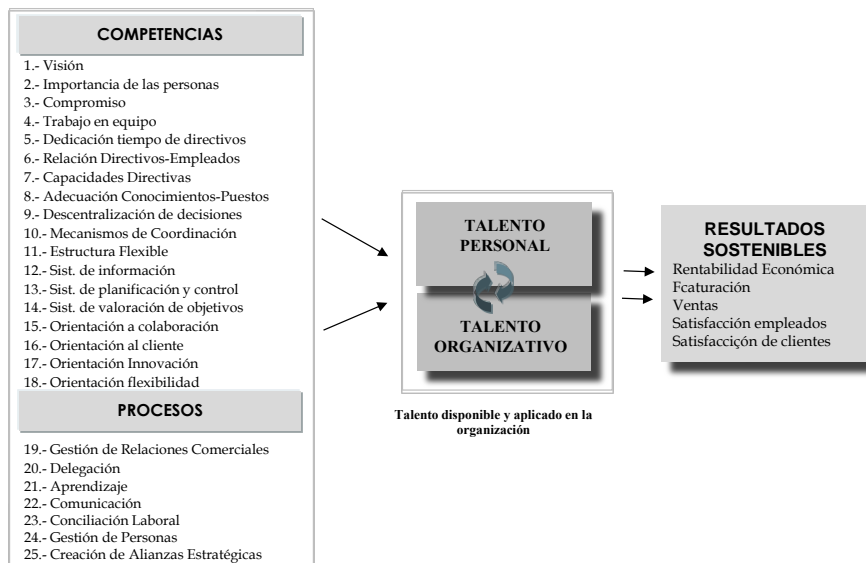 COMPETENCIAS
1.- Visión
2.- Importancia de las personas
3.- Compromiso
4.- Trabajo en equipo
5.- Dedicación tiempo de directivos
6.- Relación Directivos-Empleados
7.- Capacidades Directivas
8.- Adecuación Conocimientos-Puestos
9.- Descentralización de decisiones
10.- Mecanismos de Coordinación
11.- Estructura Flexible
12.- Sist. de información
13.- Sist. de planificación y control
14.- Sist. de valoración de objetivos
15.- Orientación a colaboración
16.- Orientación al cliente
17.- Orientación Innovación
18.- Orientación flexibilidad
PROCESOS
19.- Gestión de Relaciones Comerciales
20.- Delegación
21.- Aprendizaje
22.- Comunicación
23.- Conciliación Laboral
24.- Gestión de Personas
25.- Creación de Alianzas Estratégicas
TALENTO
PERSONAL
TALENTO
ORGANIZATIVO
Talento disponible y aplicado en la
organización
RESULTADOS
SOSTENIBLES
Rentabilidad Económica
Fcaturación
Ventas
Satisfacción empleados
Satisfacciçón de clientes